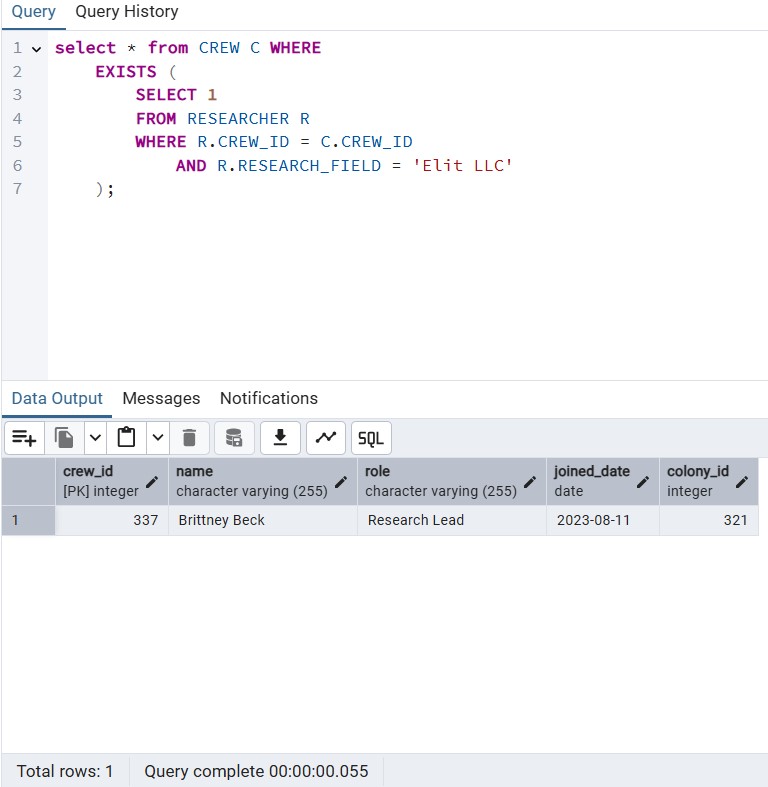 Query Query History
1 select * from CREW C WHERE
2 EXISTS (
3 SELECT 1
4 FROM RESEARCHER R
5 WHERE R.CREW_ID = C.CREW_ID
6 AND R.RESEARCH_FIELD = 'Elit LLC'
7 );
Data Output Messages Notifications
SQL
crew_id name role joined_date colony_id
[PK] integer character varying (255) character varying (255) date integer
1 337 Brittney Beck Research Lead 2023-08-11 321
Total rows: 1 Query complete 00:00:00.055